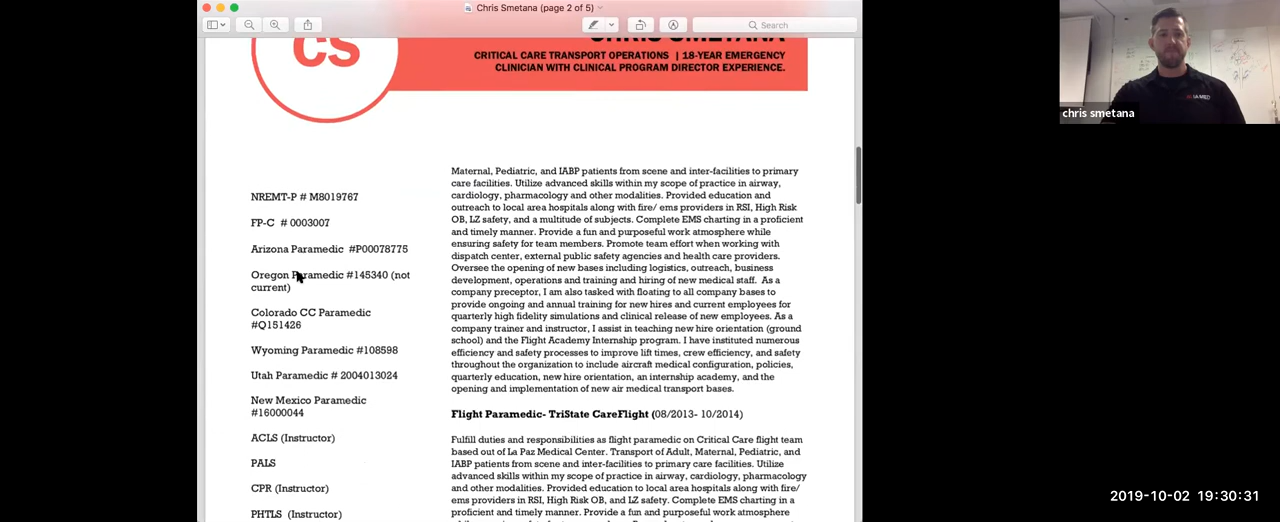 Chris Smetana (page 2 of 5)
Search
cs
CHRIS SMETANA
CRITICAL CARE TRANSPORT OPERATIONS | 18-YEAR EMERGENCY
CLINICIAN WITH CLINICAL PROGRAM DIRECTOR EXPERIENCE.
NREMT-P # M8019767
FP-C # 0003007
Arizona Paramedic #P00078775
Oregon Paramedic #145340 (not
current)
Colorado CC Paramedic
#Q151426
Wyoming Paramedic #108598
Utah Paramedic # 2004013024
New Mexico Paramedic
#16000044
ACLS (Instructor)
PALS
CPR (Instructor)
PHTLS (Instructor)
Maternal, Pediatric, and IABP patients from scene and inter-facilities to primary
care facilities. Utilize advanced skills within my scope of practice in airway,
cardiology, pharmacology and other modalities. Provided education and
outreach to local area hospitals along with fire/ ems providers in RSI, High Risk
OB, LZ safety, and a multitude of subjects. Complete EMS charting in a proficient
and timely manner. Provide a fun and purposeful work atmosphere while
ensuring safety for team members. Promote team effort when working with
dispatch center, external public safety agencies and health care providers.
Oversee the opening of new bases including logistics, outreach, business
development, operations and training and hiring of new medical staff. As a
company preceptor, I am also tasked with floating to all company bases to
provide ongoing and annual training for new hires and current employees for
quarterly high fidelity simulations and clinical release of new employees. As a
company trainer and instructor, I assist in teaching new hire orientation (ground
school) and the Flight Academy Internship program. I have instituted numerous
efficiency and safety processes to improve lift times, crew efficiency, and safety
throughout the organization to include aircraft medical configuration, policies,
quarterly education, new hire orientation, an internship academy, and the
opening and implementation of new air medical transport bases.
Flight Paramedic- TriState CareFlight (08/2013- 10/2014)
Fulfill duties and responsibilities as flight paramedic on Critical Care flight team
based out of La Paz Medical Center. Transport of Adult, Maternal, Pediatric, and
IABP patients from scene and inter-facilities to primary care facilities. Utilize
advanced skills within my scope of practice in airway, cardiology, pharmacology
and other modalities. Provided education to local area hospitals along with fire/
ems providers in RSI, High Risk OB, and LZ safety. Complete EMS charting in a
proficient and timely manner. Provide a fun and purposeful work atmosphere
chris smetana
2019-10-02 19:30:31